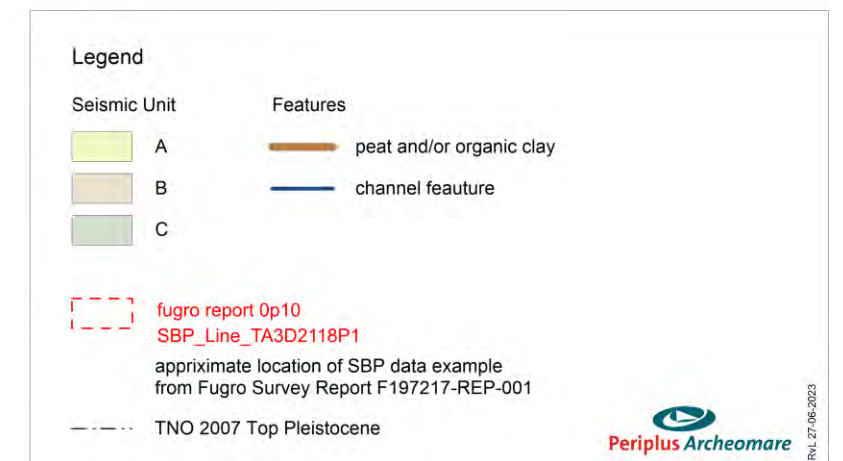 Legend
Seismic Unit
Features
A
peat and/or organic clay
B
channel feauture
C
fugro report 0p10
SBP_Line_TA3D2118P1
appriximate location of SBP data example
from Fugro Survey Report F197217-REP-001
TNO 2007 Top Pleistocene
Periplus Archeomare
RvL 27-06-2023